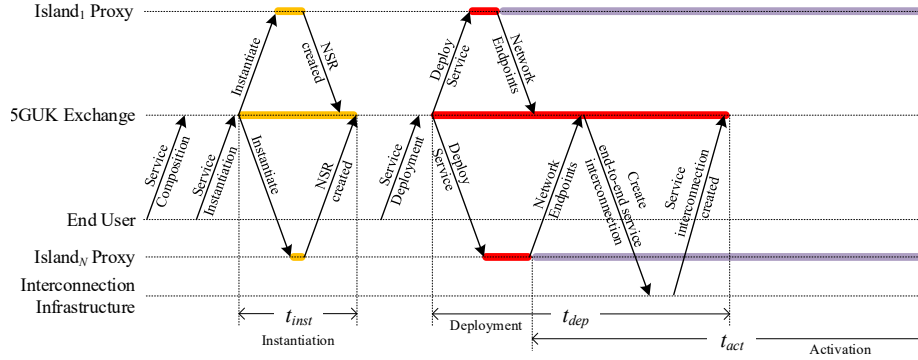 Island1 Proxy
Instantiate
NSR
created
Deploy
Service
Network
Endpoints
5GUK Exchange
Service
Composition
Service
Instantiation
Instantiate
NSR
created
Service
Deployment
Deploy
Service
Network
Endpoints
Create
end-to-end service
interconnection
Service
interconnection
created
End User
IslandN Proxy
Interconnection
Infrastructure
tinst
Instantiation
Deployment
tdep
tact
Activation